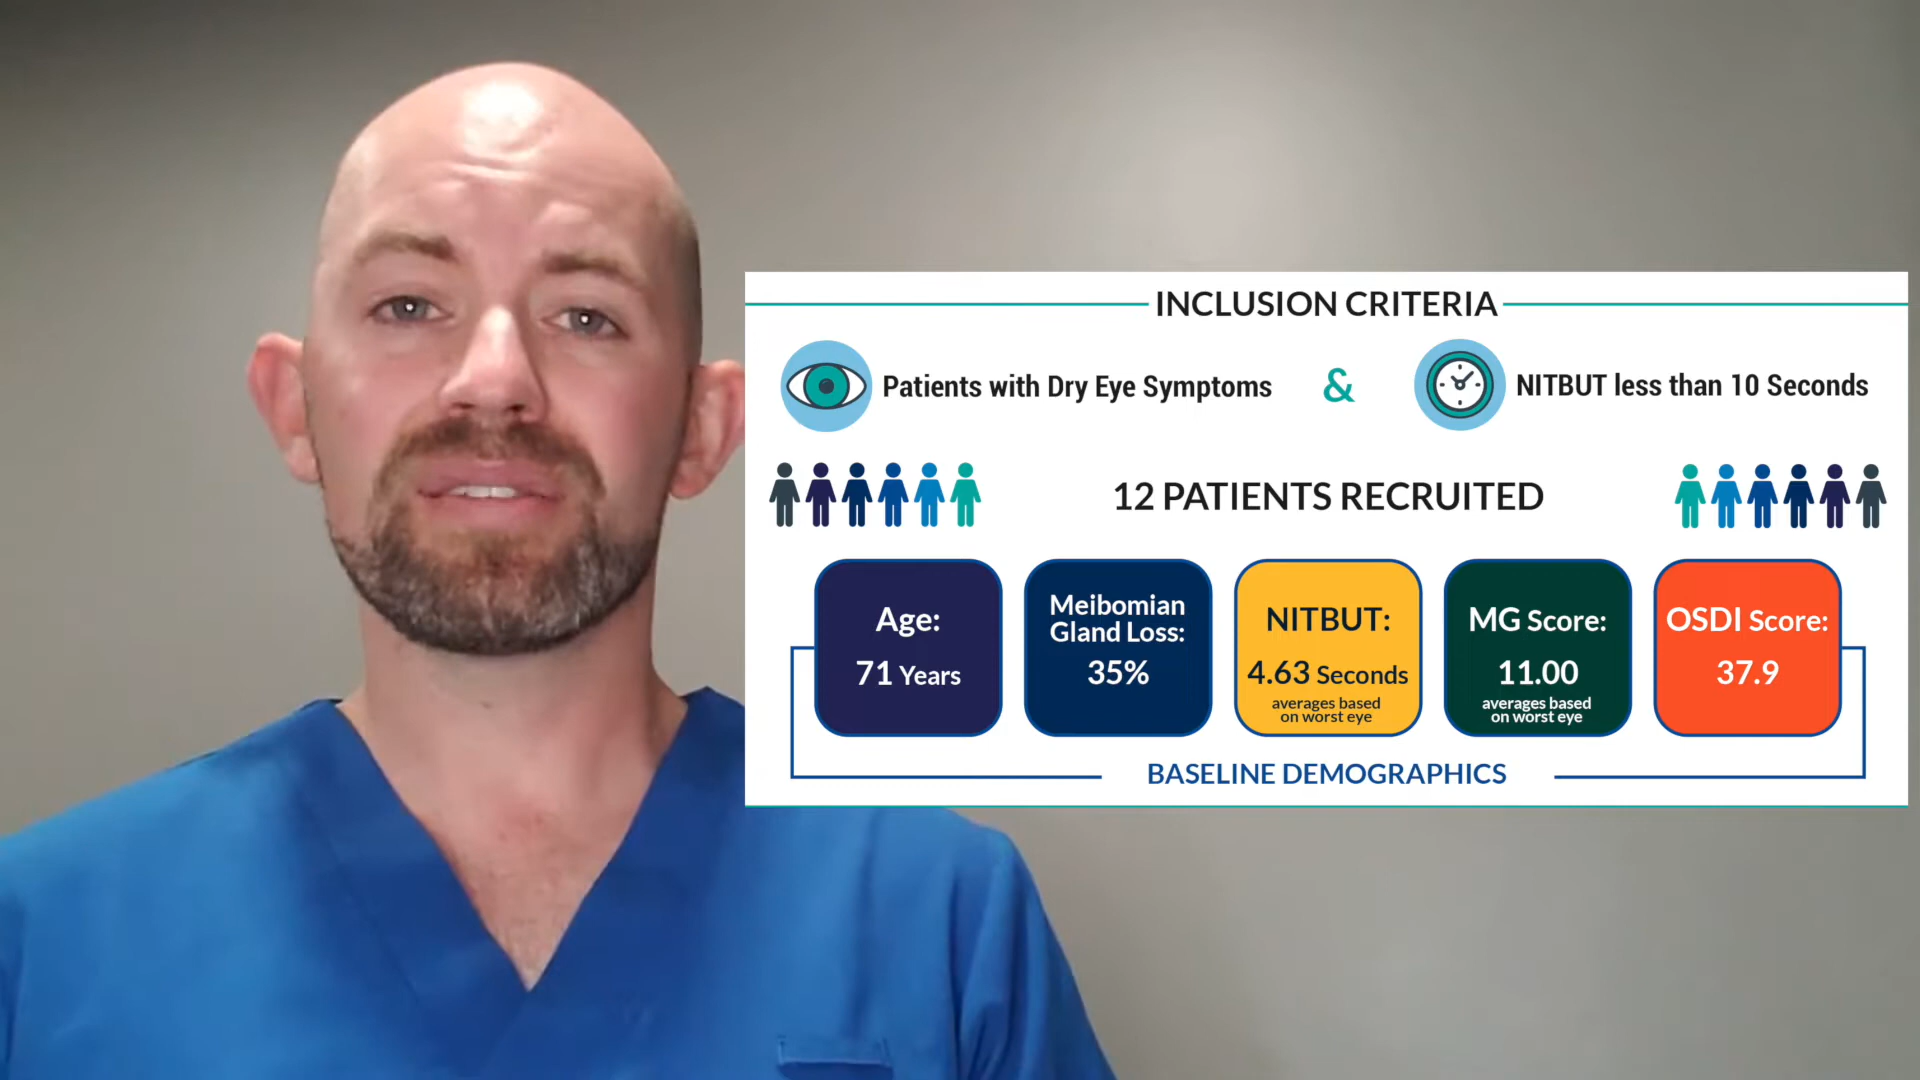 INCLUSION CRITERIA
Patients with Dry Eye Symptoms & NITBUT less than 10 Seconds
12 PATIENTS RECRUITED
Age:
71 Years
Meibomian
Gland Loss:
35%
NITBUT:
4.63 Seconds
averages based
on worst eye
MG Score:
11.00
averages based
on worst eye
OSDI Score:
37.9
BASELINE DEMOGRAPHICS